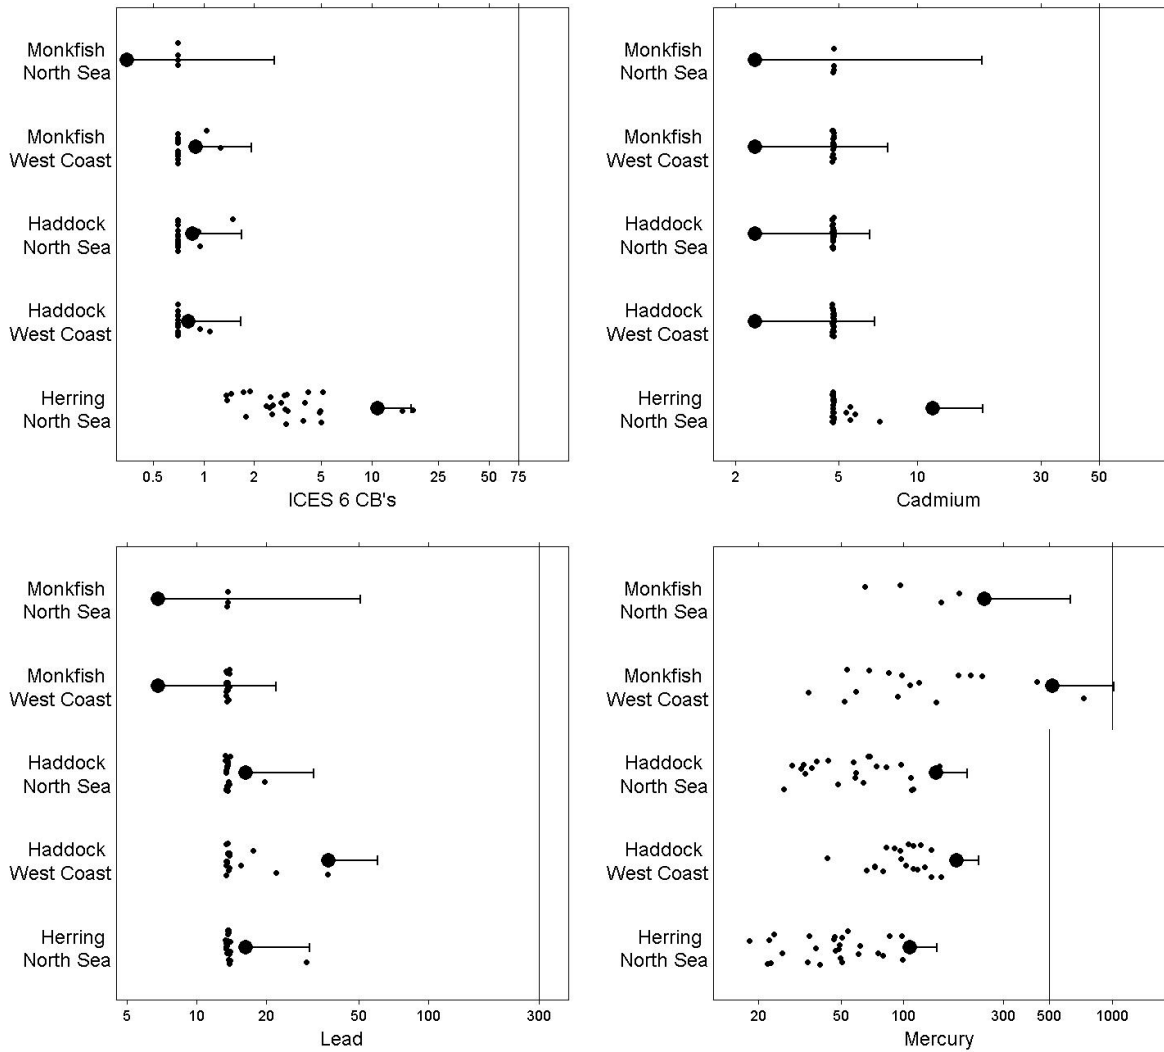 Monkfish
North Sea
Monkfish
West Coast
Haddock
North Sea
Haddock
West Coast
Herring
North Sea
0.5 1 2 5 10 25 50 75
ICES 6 CB's
Monkfish
North Sea
Monkfish
West Coast
Haddock
North Sea
Haddock
West Coast
Herring
North Sea
2 5 10 30 50
Cadmium
Monkfish
North Sea
Monkfish
West Coast
Haddock
North Sea
Haddock
West Coast
Herring
North Sea
5 10 20 50 100 300
Lead
Monkfish
North Sea
Monkfish
West Coast
Haddock
North Sea
Haddock
West Coast
Herring
North Sea
20 50 100 300 500 1000
Mercury